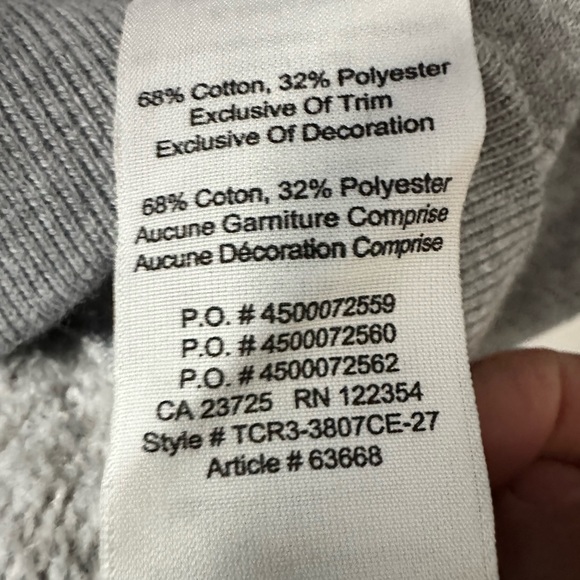 68% Cotton, 32% Polyester
Exclusive Of Trim
Exclusive Of Decoration
68% Coton, 32% Polyester
Aucune Garniture Comprise
Aucune Décoration Comprise
P.O. # 4500072559
P.O. # 4500072560
P.O. # 4500072562
CA 23725 RN 122354
Style # TCR3-3807CE-27
Article # 63668